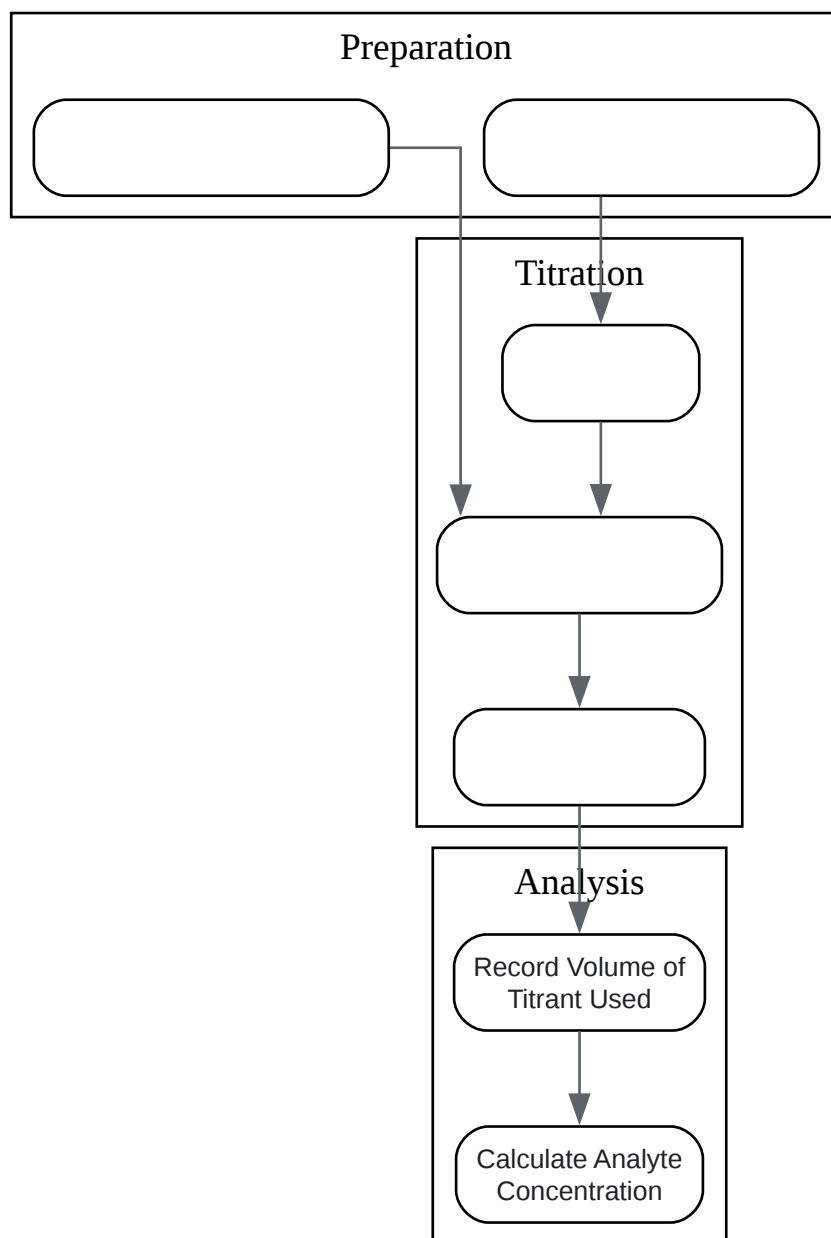 Preparation
Titration
Analysis
Record Volume of
Titrant Used
Calculate Analyte
Concentration